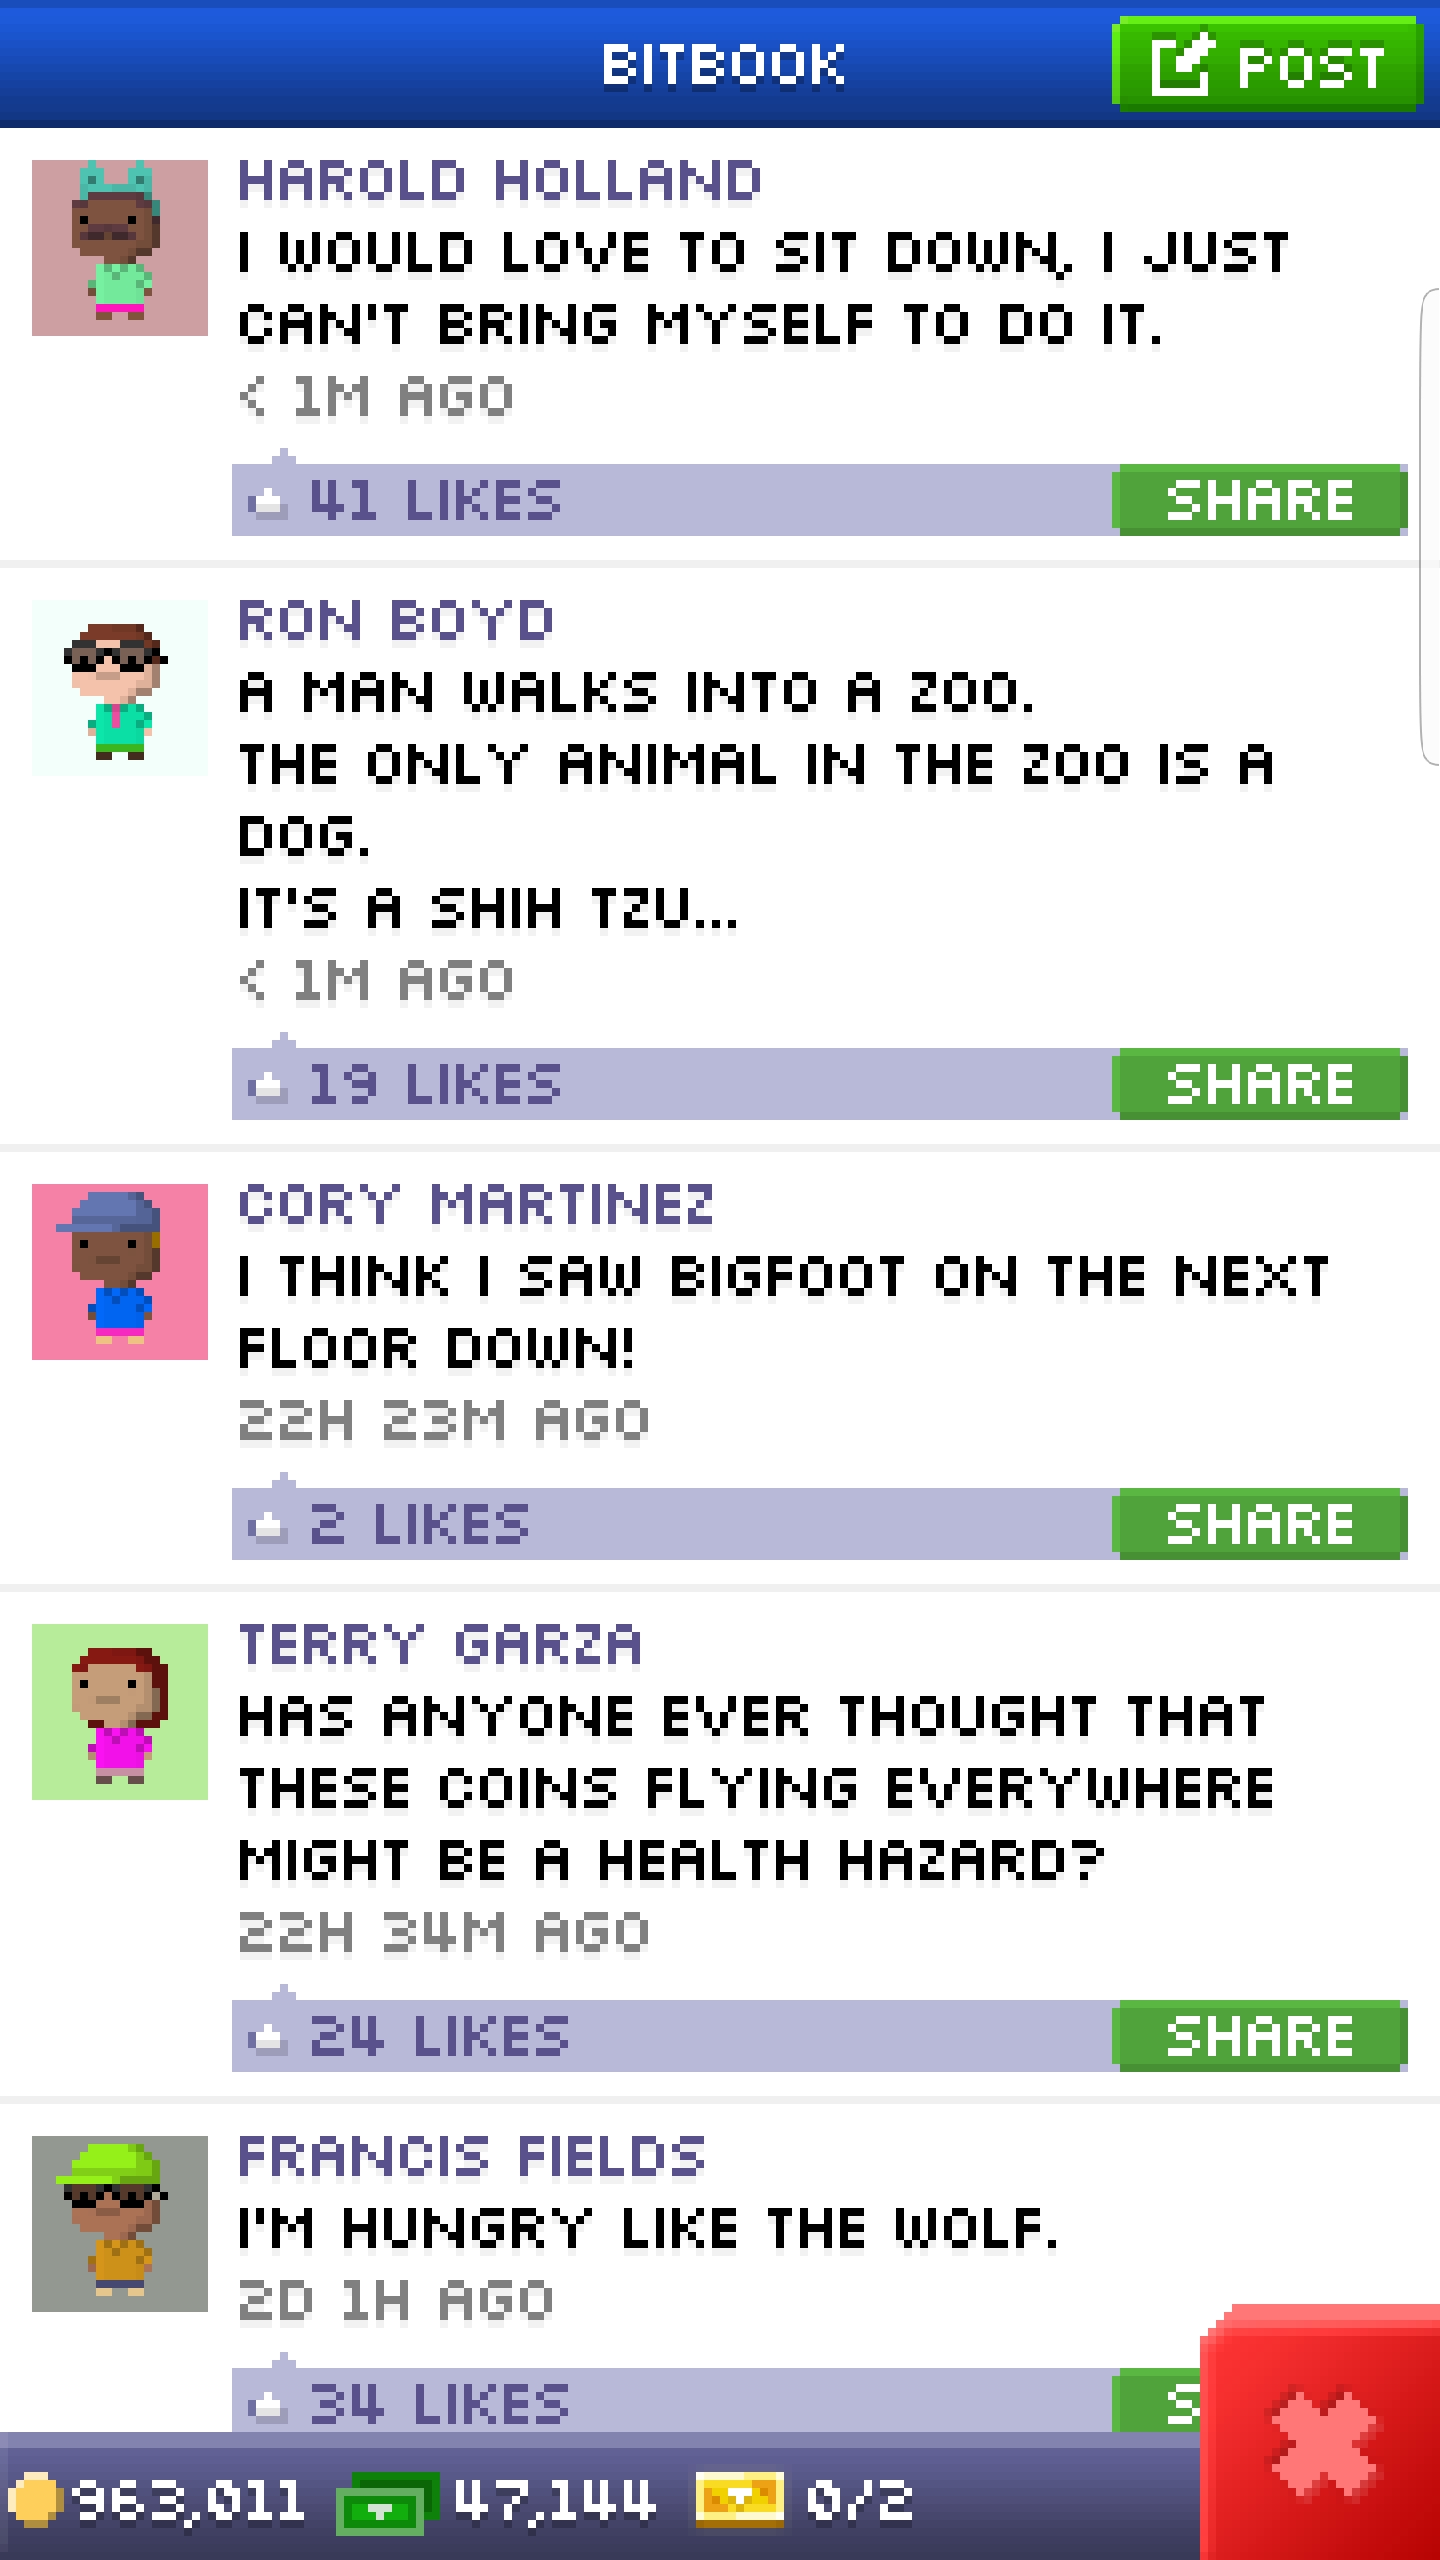 BITBOOK
POST
HAROLD HOLLAND
I WOULD LOVE TO SIT DOWN, I JUST
CAN'T BRING MYSELF TO DO IT.
< 1M AGO
41 LIKES
SHARE
RON BOYD
A MAN WALKS INTO A ZOO.
THE ONLY ANIMAL IN THE ZOO IS A
DOG.
IT'S A SHIH TZU...
< 1M AGO
19 LIKES
SHARE
CORY MARTINEZ
I THINK I SAW BIGFOOT ON THE NEXT
FLOOR DOWN!
22H 23M AGO
2 LIKES
SHARE
TERRY GARZA
HAS ANYONE EVER THOUGHT THAT
THESE COINS FLYING EVERYWHERE
MIGHT BE A HEALTH HAZARD?
22H 34M AGO
24 LIKES
SHARE
FRANCIS FIELDS
I'M HUNGRY LIKE THE WOLF.
2D 1H AGO
34 LIKES
S
963,011 47,144 0/2